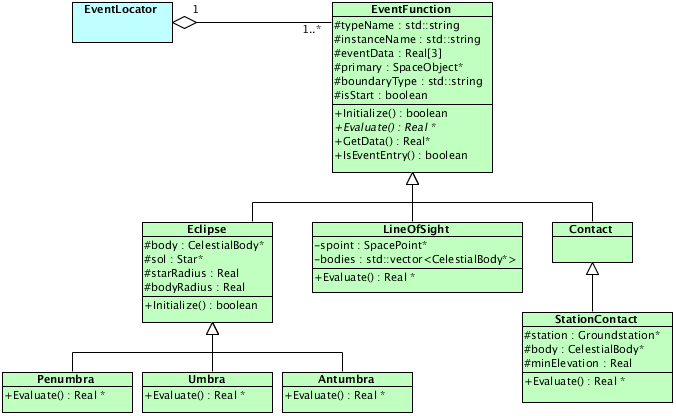 EventLocator
1
1..*
EventFunction
#typeName : std::string
#instanceName : std::string
#eventData : Real[3]
#primary : SpaceObject*
#boundaryType : std::string
#isStart : boolean
+Initialize() : boolean
+Evaluate() : Real *
+GetData() : Real*
+IsEventEntry() : boolean
Eclipse
#body : CelestialBody*
#sol : Star*
#starRadius : Real
#bodyRadius : Real
+Initialize() : boolean
LineOfSight
-spoint : SpacePoint*
-bodies : std::vector<CelestialBody*>
+Evaluate() : Real *
Contact
StationContact
#station : Groundstation*
#body : CelestialBody*
#minElevation : Real
+Evaluate() : Real *
Penumbra
+Evaluate() : Real *
Umbra
+Evaluate() : Real *
Antumbra
+Evaluate() : Real *